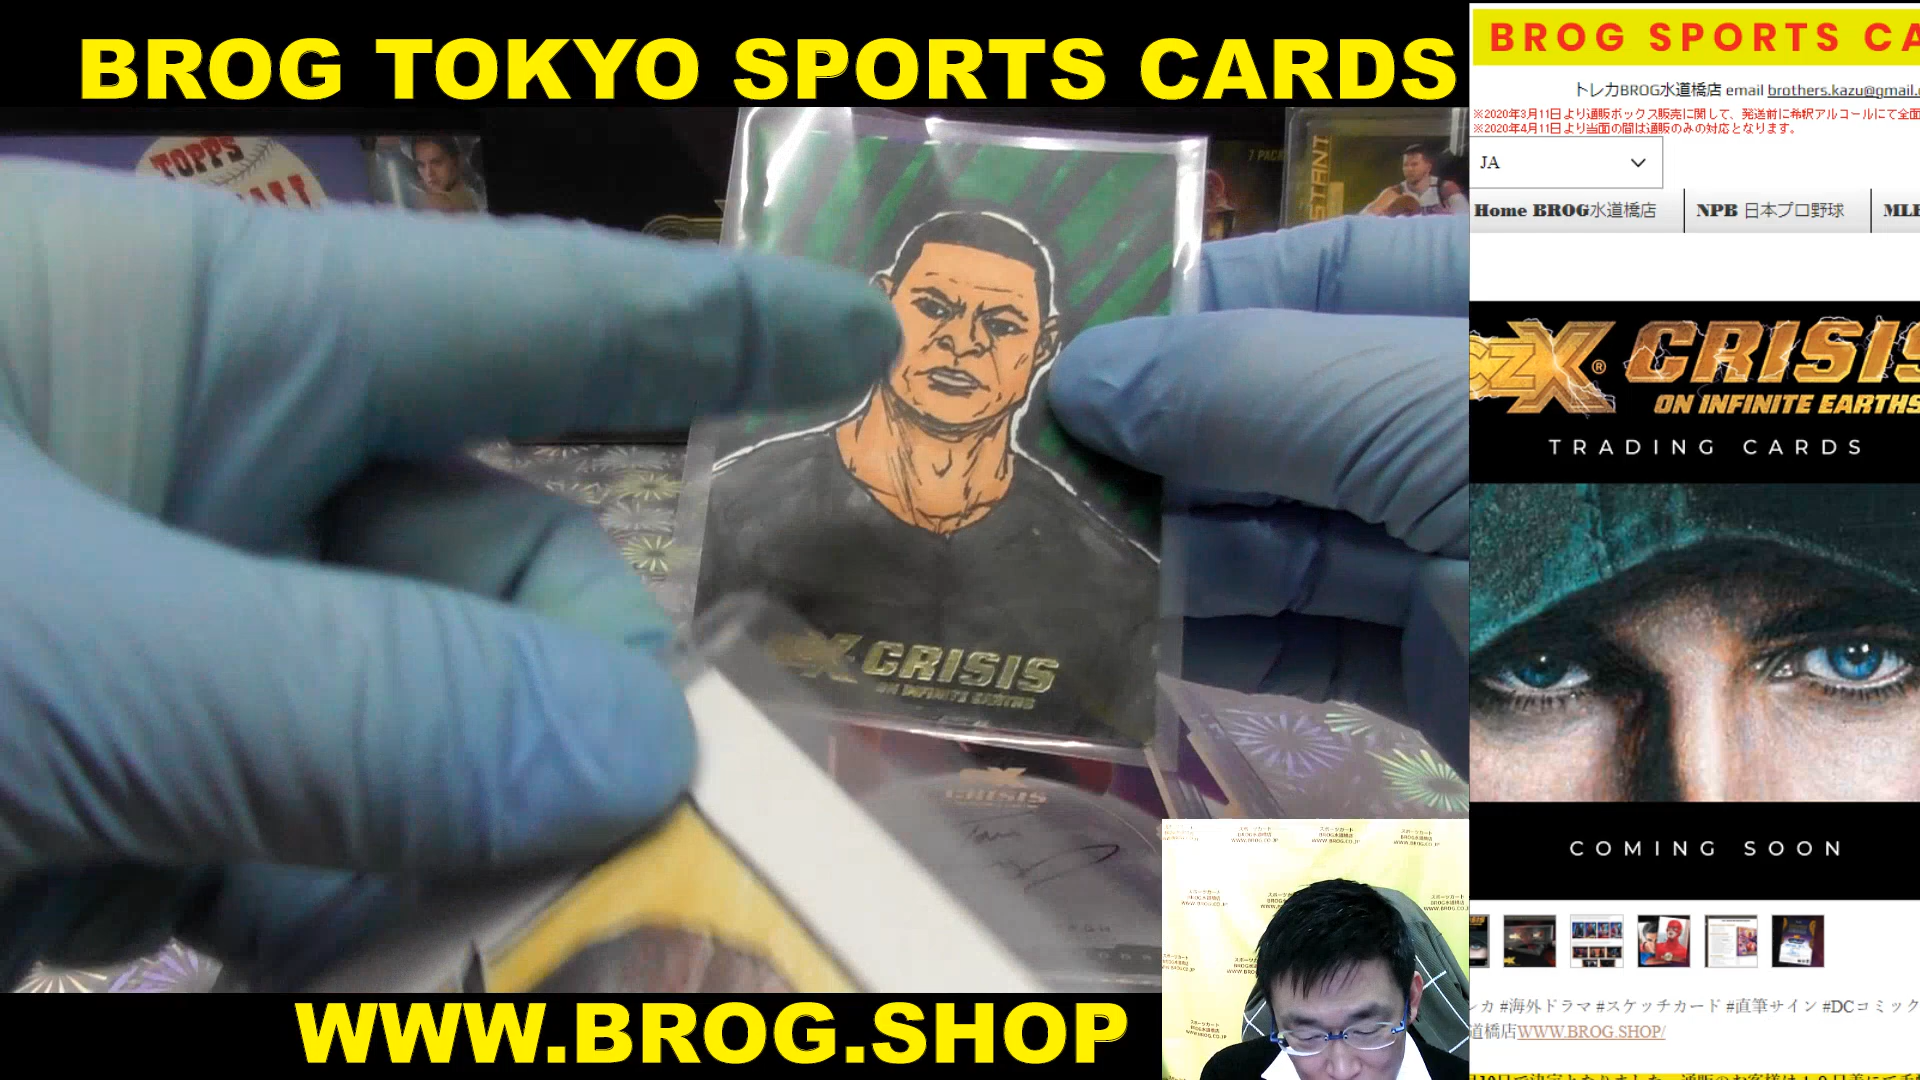 BROG TOKYO SPORTS CARDS
TOPPS
7 PACK
CRISIS
ON INFINITE EARTHS
CRISIS
WWW.BROG.SHOP
BROG SPORTS CA
トレカBROG水道橋店 email brothers.kazu@gmail.
※2020年3月11日より通販ボックス販売に関して、発送前に希釈アルコールにて全面
※2020年4月11日より当面の間は通販のみの対応となります。
JA
Home BROG水道橋店
NPB 日本プロ野球
MLB
CZX® CRISIS
ON INFINITE EARTHS
TRADING CARDS
COMING SOON
レカ #海外ドラマ #スケッチカード #直筆サイン #DCコミック
道橋店WWW.BROG.SHOP/